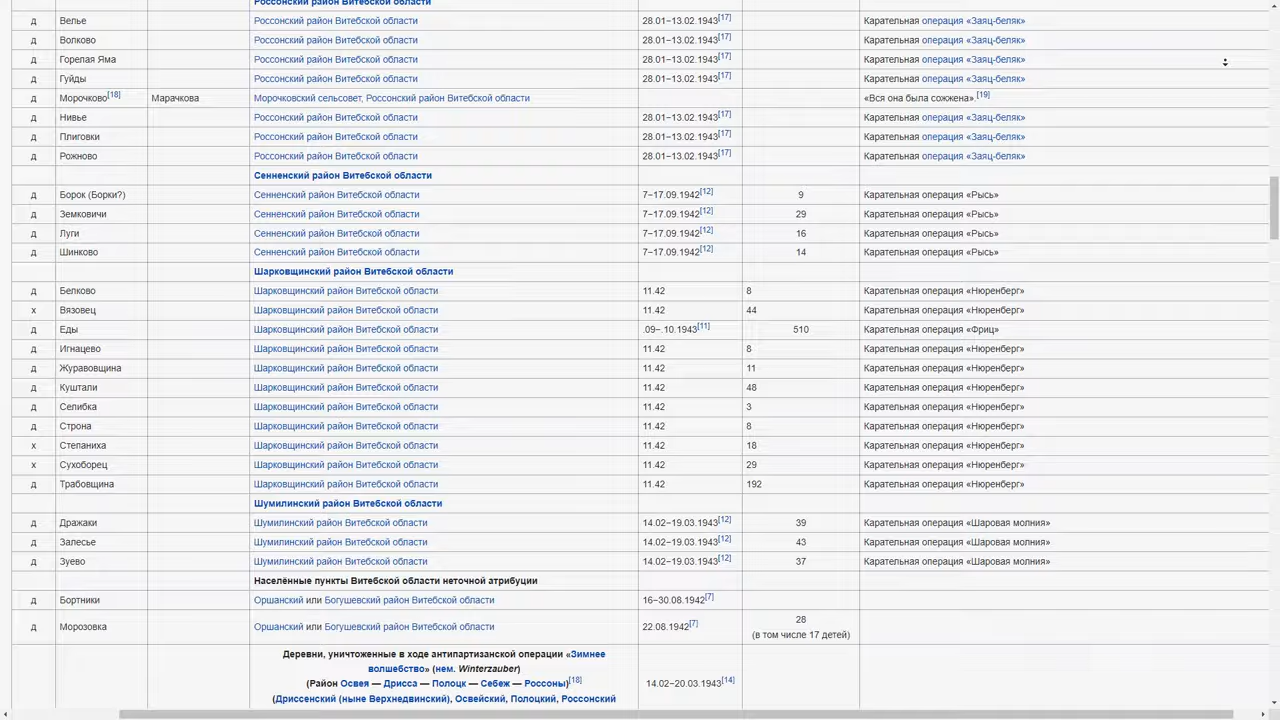 Россонский район Витебской области
д Велье Россонский район Витебской области 28.01–13.02.1943[17] Карательная операция «Заяц-беляк»
д Волково Россонский район Витебской области 28.01–13.02.1943[17] Карательная операция «Заяц-беляк»
д Горелая Яма Россонский район Витебской области 28.01–13.02.1943[17] Карательная операция «Заяц-беляк»
д Гуйды Россонский район Витебской области 28.01–13.02.1943[17] Карательная операция «Заяц-беляк»
д Морочково[18] Марачкова Морочковский сельсовет, Россонский район Витебской области «Вся она была сожжена».[19]
д Нивье Россонский район Витебской области 28.01–13.02.1943[17] Карательная операция «Заяц-беляк»
д Плиговки Россонский район Витебской области 28.01–13.02.1943[17] Карательная операция «Заяц-беляк»
д Рожново Россонский район Витебской области 28.01–13.02.1943[17] Карательная операция «Заяц-беляк»
Сенненский район Витебской области
д Борок (Борки?) Сенненский район Витебской области 7–17.09.1942[12] 9 Карательная операция «Рысь»
д Земковичи Сенненский район Витебской области 7–17.09.1942[12] 29 Карательная операция «Рысь»
д Луги Сенненский район Витебской области 7–17.09.1942[12] 16 Карательная операция «Рысь»
д Шинково Сенненский район Витебской области 7–17.09.1942[12] 14 Карательная операция «Рысь»
Шарковщинский район Витебской области
д Белково Шарковщинский район Витебской области 11.42 8 Карательная операция «Нюренберг»
х Вязовец Шарковщинский район Витебской области 11.42 44 Карательная операция «Нюренберг»
д Еды Шарковщинский район Витебской области .09–.10.1943[11] 510 Карательная операция «Фриц»
д Игнацево Шарковщинский район Витебской области 11.42 8 Карательная операция «Нюренберг»
д Журавовщина Шарковщинский район Витебской области 11.42 11 Карательная операция «Нюренберг»
д Куштали Шарковщинский район Витебской области 11.42 48 Карательная операция «Нюренберг»
д Селибка Шарковщинский район Витебской области 11.42 3 Карательная операция «Нюренберг»
д Строна Шарковщинский район Витебской области 11.42 8 Карательная операция «Нюренберг»
х Степаниха Шарковщинский район Витебской области 11.42 18 Карательная операция «Нюренберг»
х Сухоборец Шарковщинский район Витебской области 11.42 29 Карательная операция «Нюренберг»
д Трабовщина Шарковщинский район Витебской области 11.42 192 Карательная операция «Нюренберг»
Шумилинский район Витебской области
д Дражаки Шумилинский район Витебской области 14.02–19.03.1943[12] 39 Карательная операция «Шаровая молния»
д Залесье Шумилинский район Витебской области 14.02–19.03.1943[12] 43 Карательная операция «Шаровая молния»
д Зуево Шумилинский район Витебской области 14.02–19.03.1943[12] 37 Карательная операция «Шаровая молния»
Населённые пункты Витебской области неточной атрибуции
д Бортники Оршанский или Богушевский район Витебской области 16–30.08.1942[7]
д Морозовка Оршанский или Богушевский район Витебской области 22.08.1942[7] 28
(в том числе 17 детей)
Деревни, уничтоженные в ходе антипартизанской операции «Зимнее
волшебство» (нем. Winterzauber)
(Район Освея — Дрисса — Полоцк — Себеж — Россоны)[18] 14.02–20.03.1943[14]
(Дриссенский (ныне Верхнедвинский), Освейский, Полоцкий, Россонский